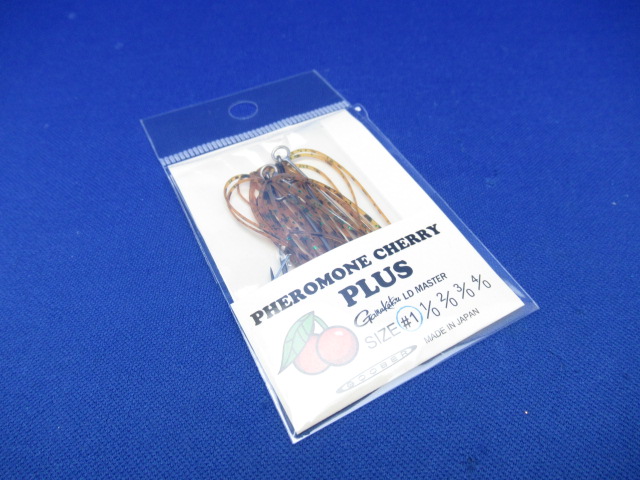 PHEROMONE CHERRY
PLUS
Gamakatsu LD MASTER
SIZE #1 1/0 2/0 3/0 4/0
MADE IN JAPAN